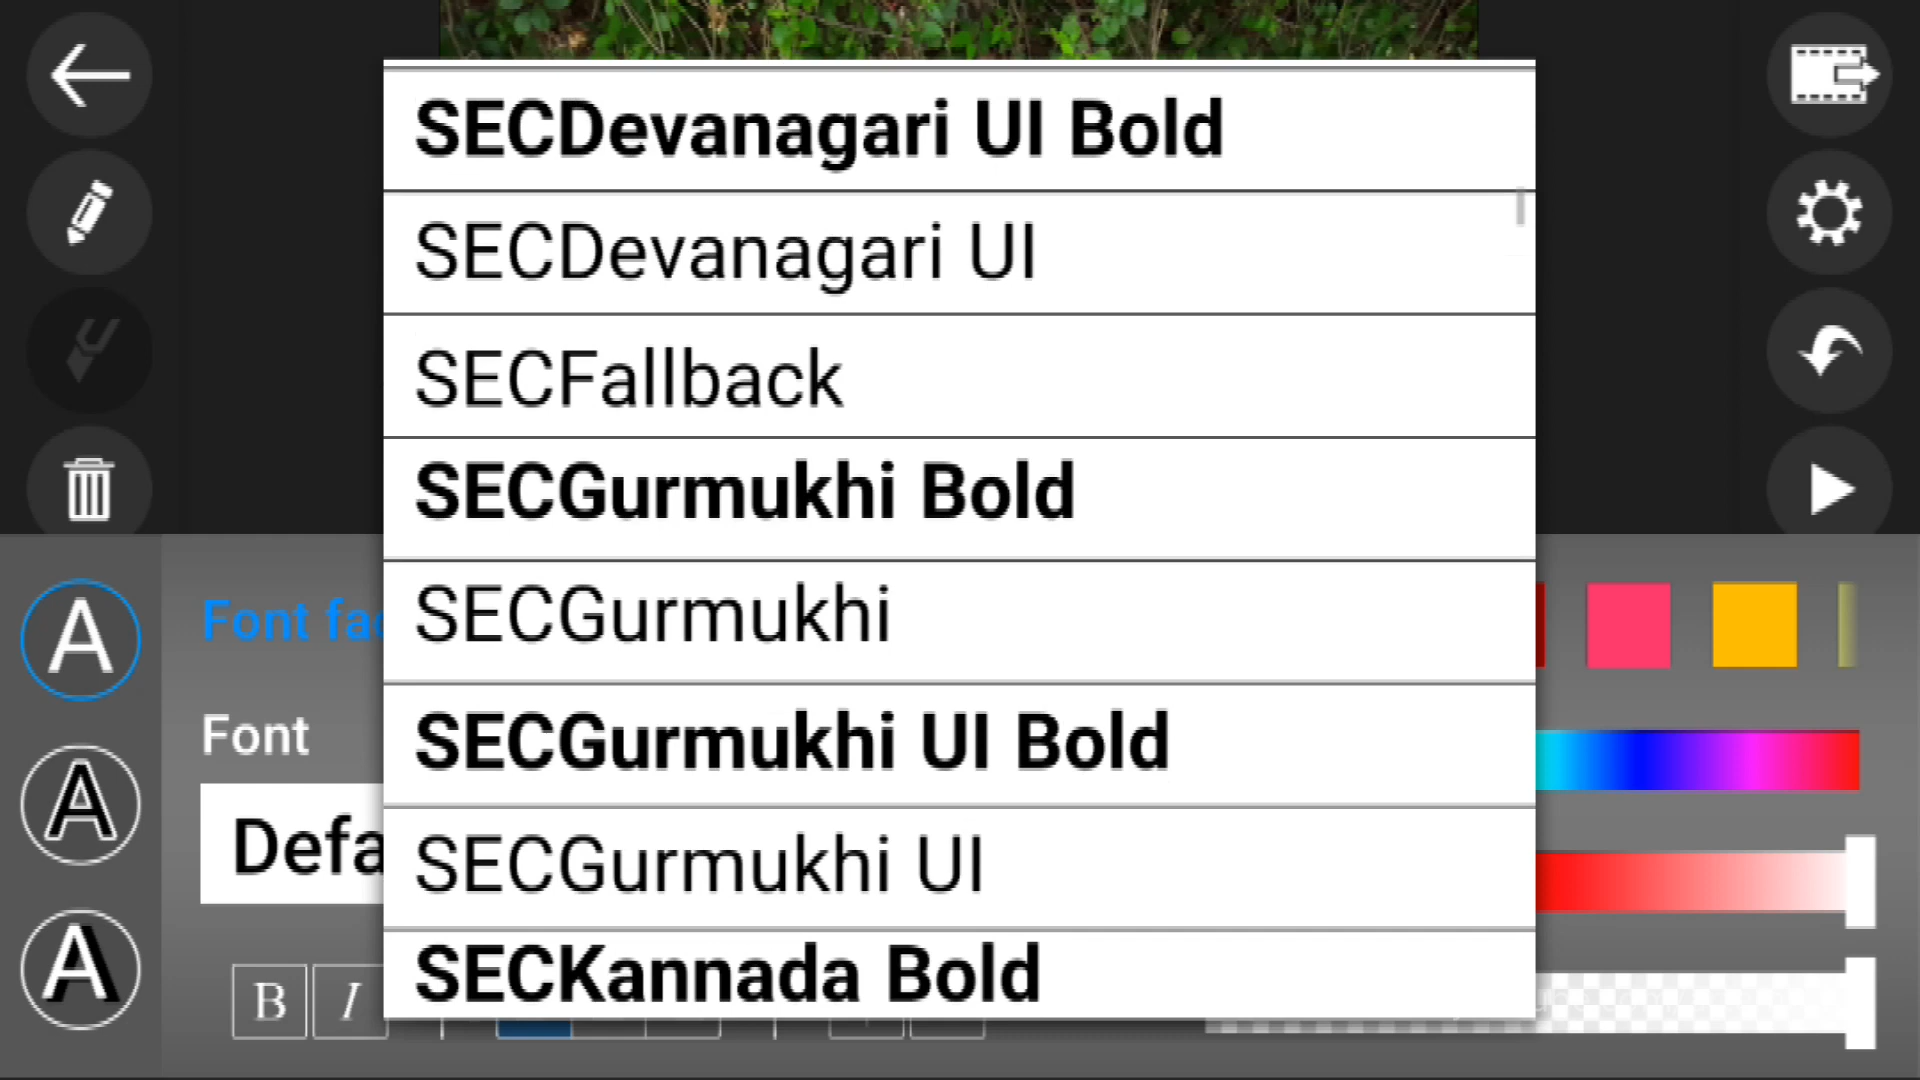 SECDevanagari UI Bold
SECDevanagari UI
SECFallback
SECGurmukhi Bold
SECGurmukhi
SECGurmukhi UI Bold
SECGurmukhi UI
SECKannada Bold
A
Font fac
Font
A
Defa
A
B I